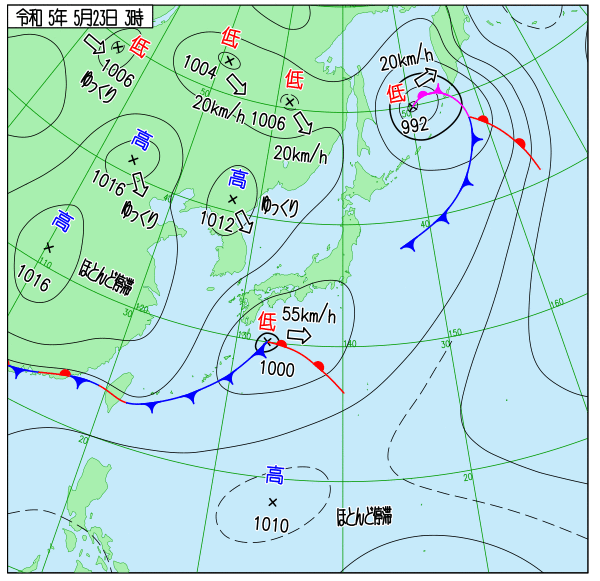 令和 5年 5月23日 3時
低
1006
ゆっくり
低
1004
20km/h
低
1006
20km/h
20km/h
低
992
高
1016
ゆっくり
高
1012
ゆっくり
高
1016
ほとんど停滞
低
55km/h
1000
高
1010
ほとんど停滞
50
50
40
40
110
30
120
130
140
30
150
160
20
20